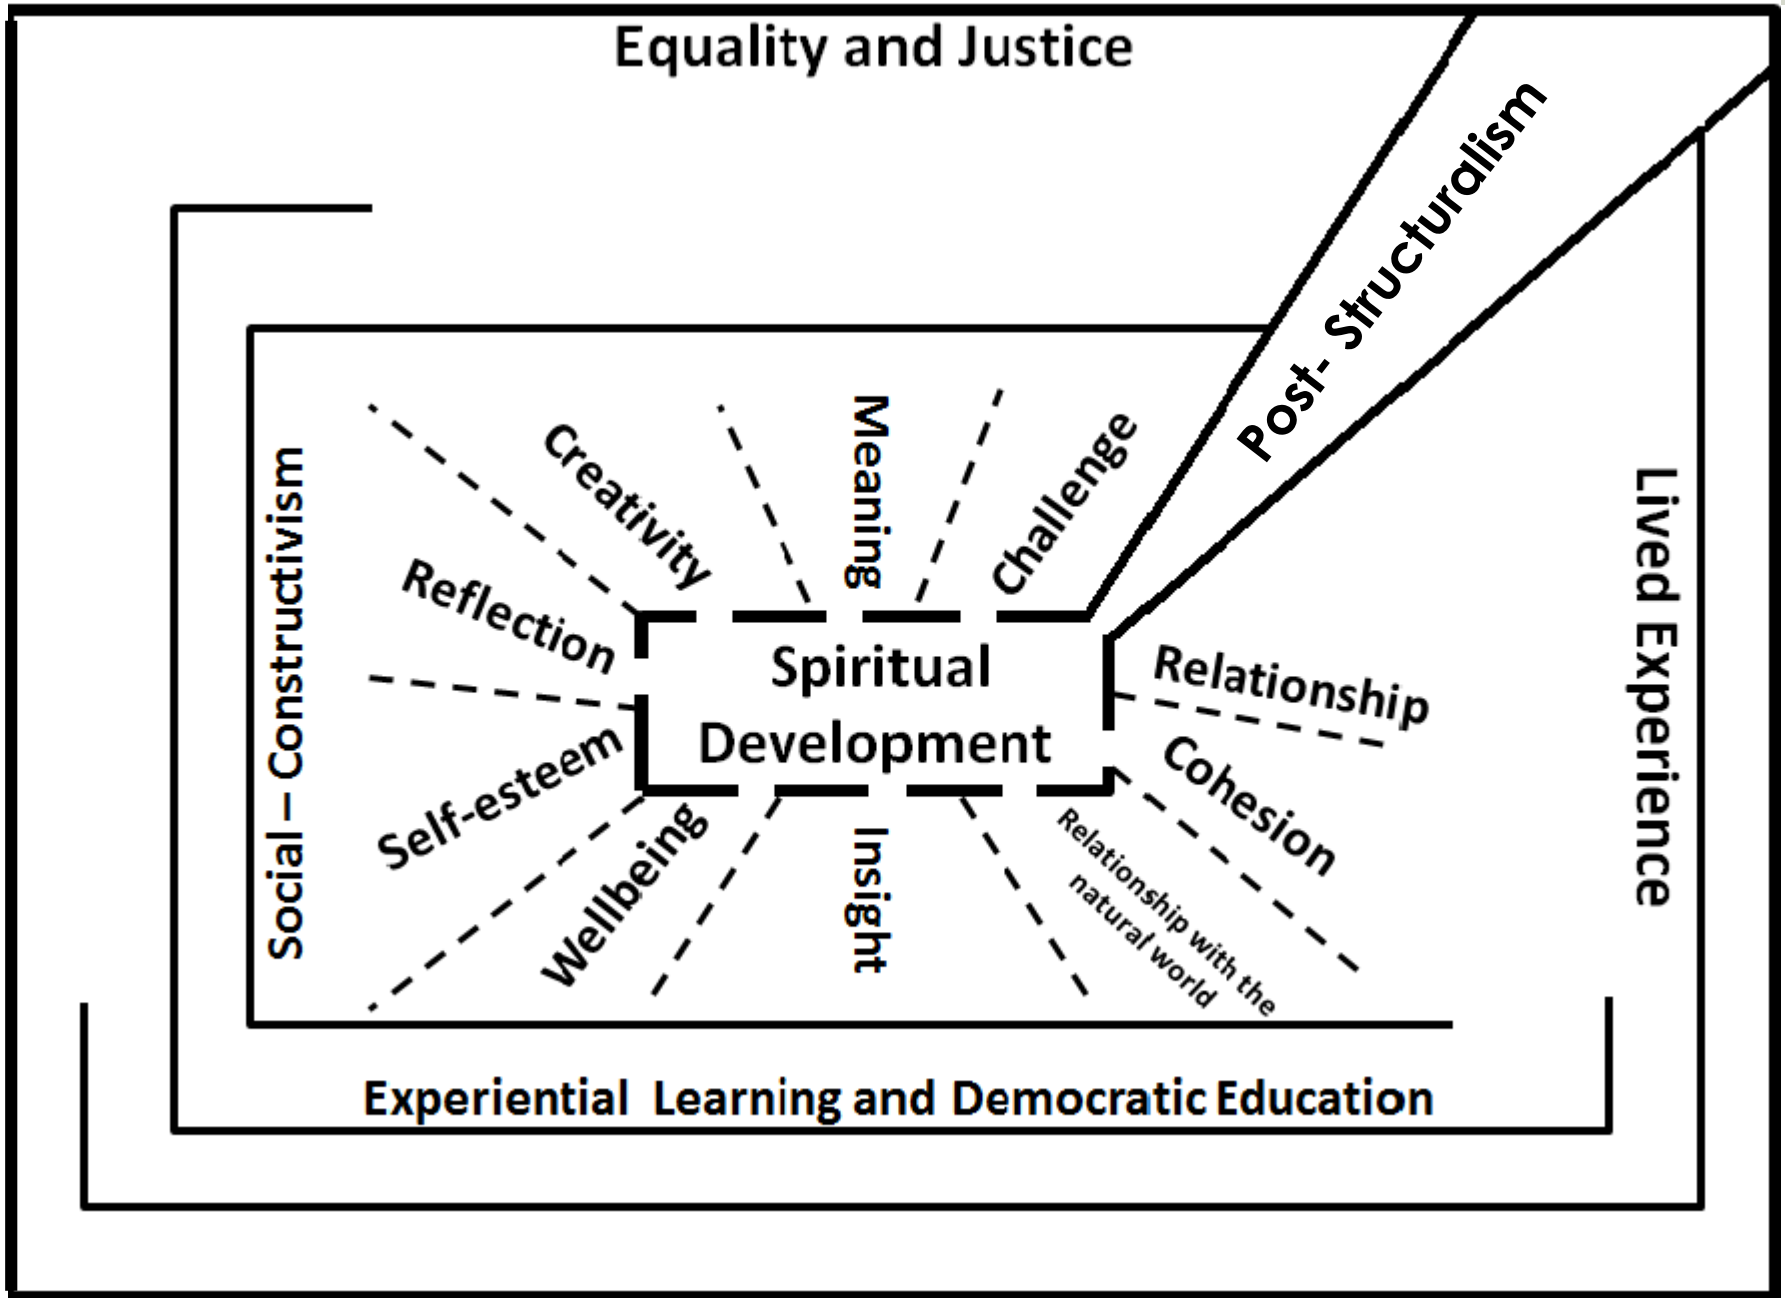 Equality and Justice
Post- Structuralism
Creativity
Meaning
Challenge
Reflection
Social – Constructivism
Spiritual
Development
Relationship
Lived Experience
Self-esteem
Cohesion
Wellbeing
Insight
Relationship with the
natural world
Experiential Learning and Democratic Education